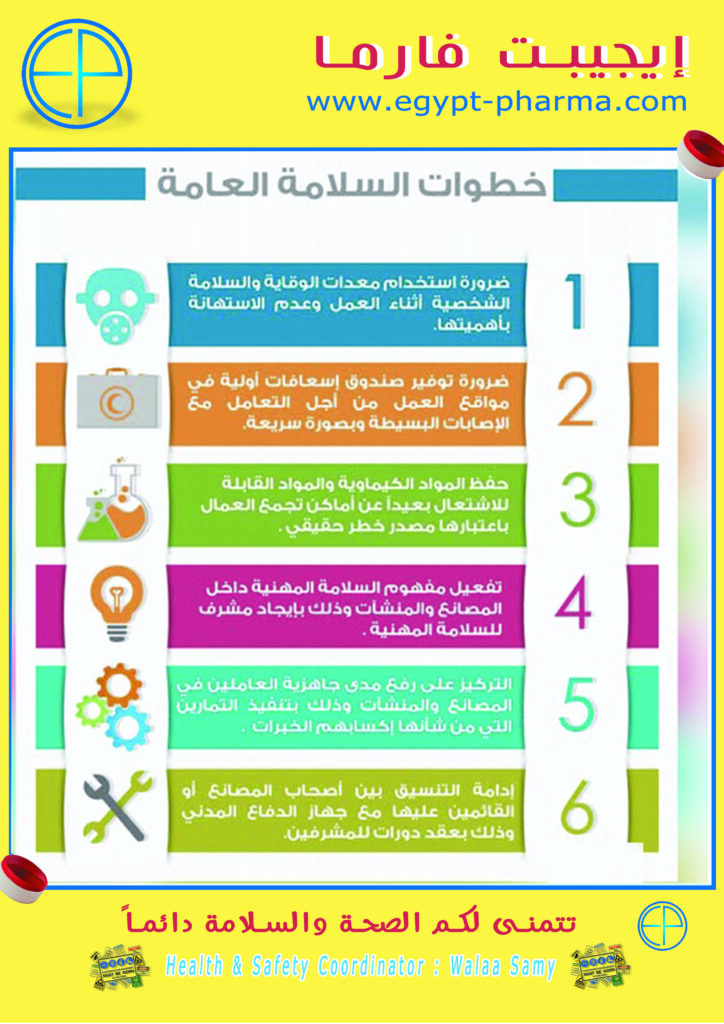 إيجيبت فارما
www.egypt-pharma.com
خطوات السلامة العامة
1
ضرورة استخدام معدات الوقاية والسلامة
الشخصية أثناء العمل وعدم الاستهانة
بأهميتها.
2
ضرورة توفير صندوق إسعافات أولية في
مواقع العمل من أجل التعامل مع
الإصابات البسيطة وبصورة سريعة.
3
حفظ المواد الكيماوية والمواد القابلة
للاشتعال بعيداً عن أماكن تجمع العمال
باعتبارها مصدر خطر حقيقي .
4
تفعيل مفهوم السلامة المهنية داخل
المصانع والمنشآت وذلك بإيجاد مشرف
للسلامة المهنية .
5
التركيز على رفع مدى جاهزية العاملين في
المصانع والمنشآت وذلك بتنفيذ التمارين
التي من شأنها إكسابهم الخبرات .
6
إدامة التنسيق بين أصحاب المصانع أو
القائمين عليها مع جهاز الدفاع المدني
وذلك بعقد دورات للمشرفين.
تتمنى لكم الصحة والسلامة دائماً
Health & Safety Coordinator : Walaa Samy